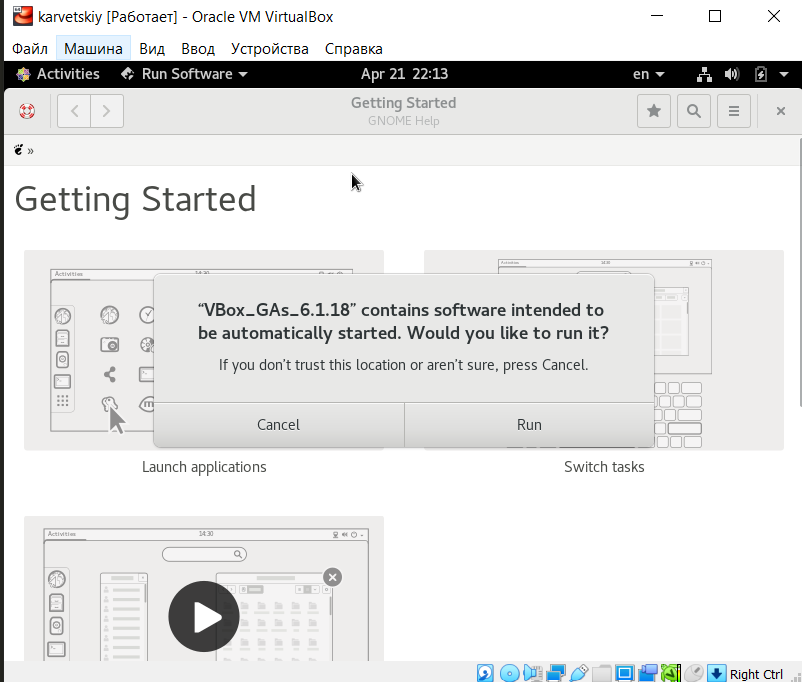 karvetskiy [Работает] - Oracle VM VirtualBox
Файл Машина Вид Ввод Устройства Справка
Activities Run Software Apr 21 22:13 en
Getting Started
GNOME Help
»
Getting Started
Activities 14:30
Activities 14:30
“VBox_GAs_6.1.18” contains software intended to
be automatically started. Would you like to run it?
If you don’t trust this location or aren’t sure, press Cancel.
Cancel Run
Launch applications Switch tasks
Activities 14:30
Right Ctrl